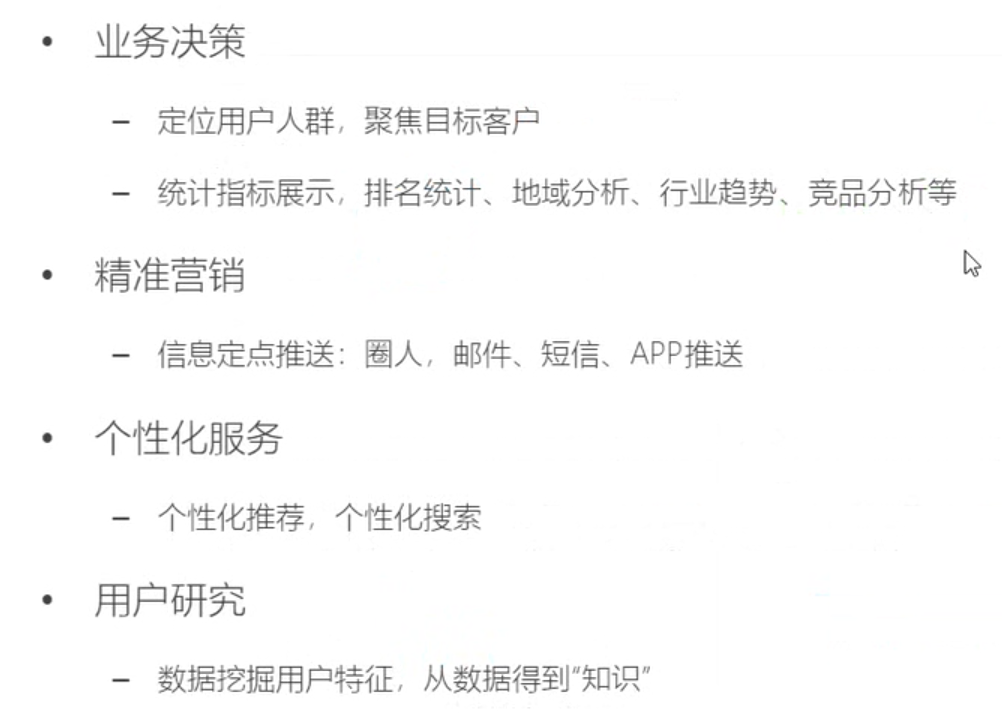 • 业务决策
– 定位用户人群，聚焦目标客户
– 统计指标展示，排名统计、地域分析、行业趋势、竞品分析等
• 精准营销
– 信息定点推送：圈人，邮件、短信、APP推送
• 个性化服务
– 个性化推荐，个性化搜索
• 用户研究
– 数据挖掘用户特征，从数据得到“知识”